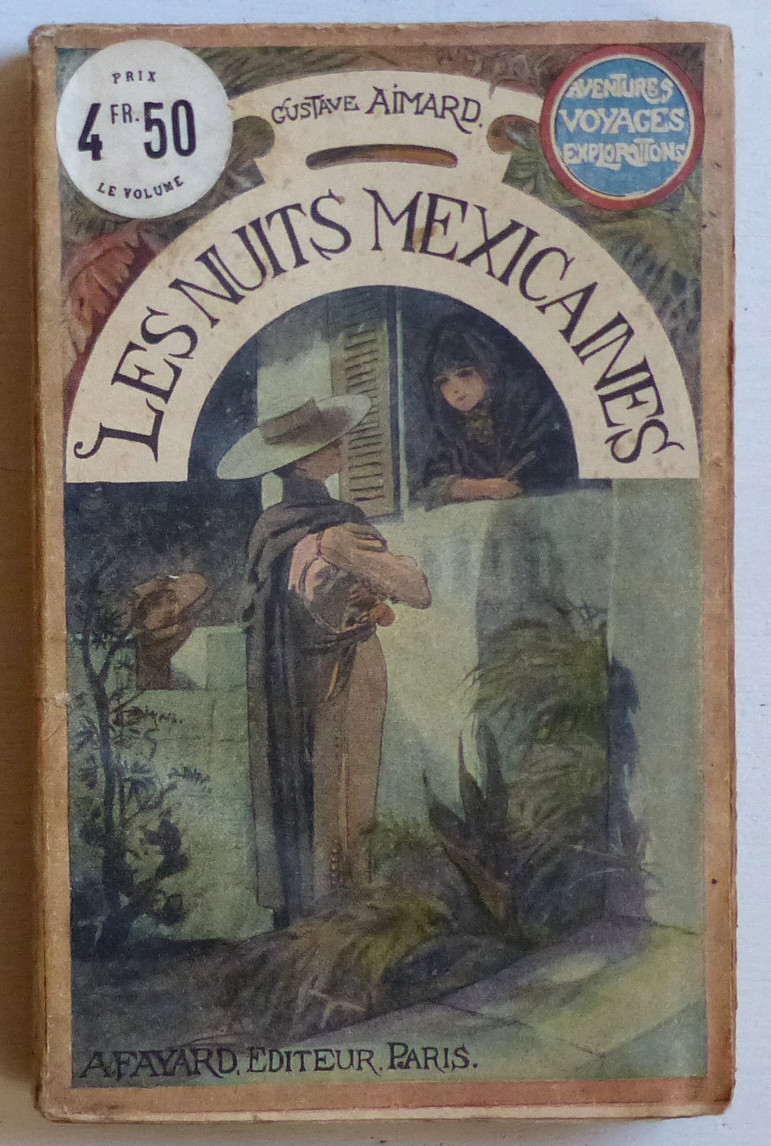 PRIX
4 FR. 50
LE VOLUME
GUSTAVE AIMARD.
AVENTURES
VOYAGES
EXPLORATIONS
LES NUITS MEXICAINES
A. FAYARD, EDITEUR. PARIS.